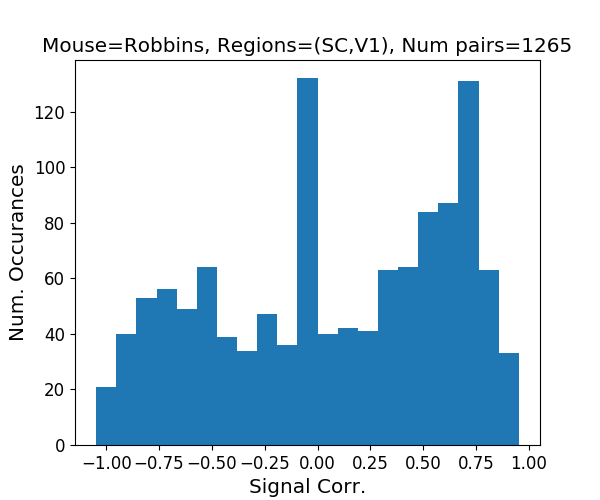 Mouse=Robbins, Regions=(SC,V1), Num pairs=1265
120
100
80
60
40
20
0
Num. Occurances
−1.00 −0.75 −0.50 −0.25 0.00 0.25 0.50 0.75 1.00
Signal Corr.